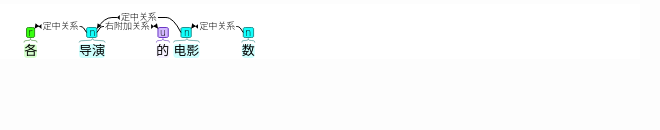 定中关系
定中关系 右附加关系 定中关系
r n u n n
各 导演 的 电影 数